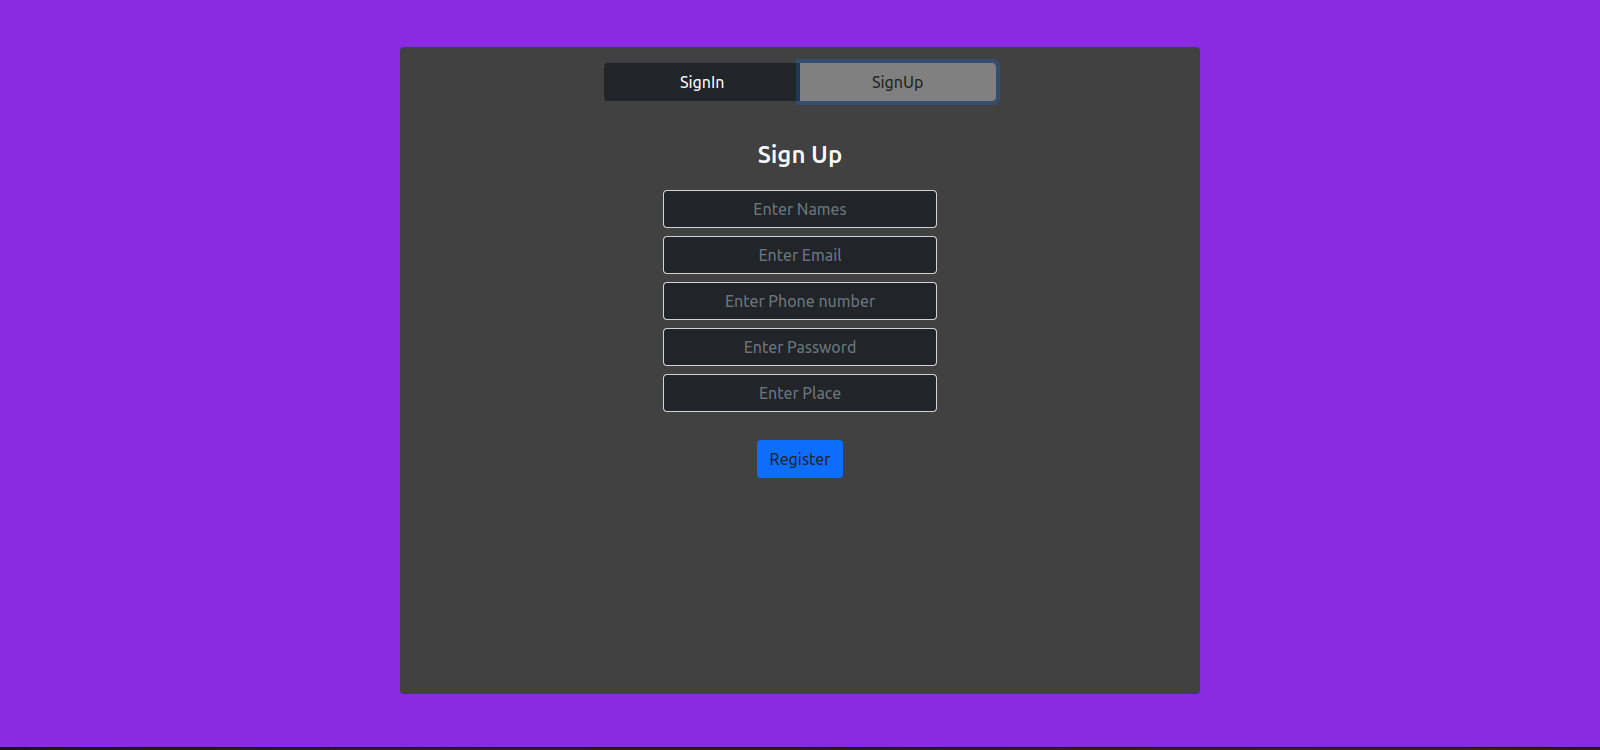 SignIn SignUp
Sign Up
Enter Names
Enter Email
Enter Phone number
Enter Password
Enter Place
Register